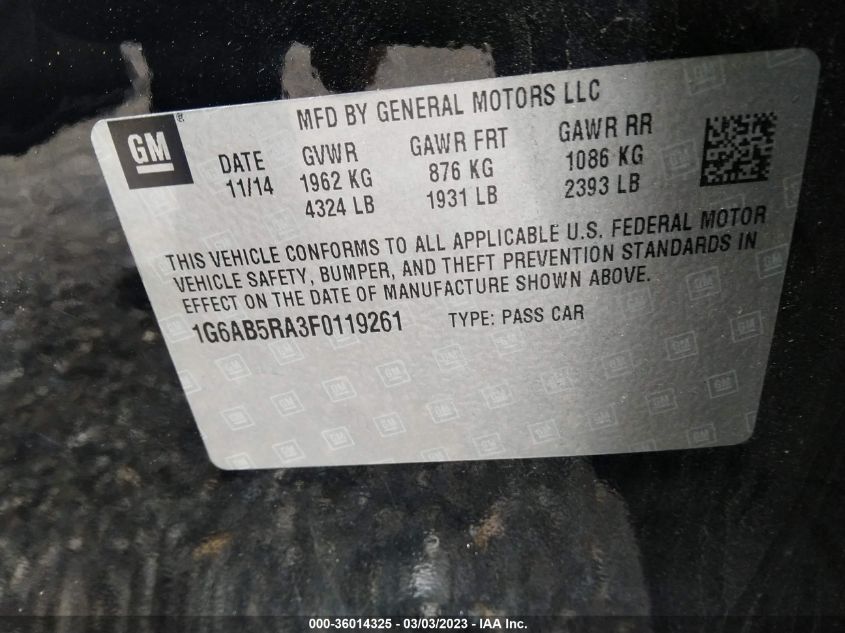 MFD BY GENERAL MOTORS LLC
GM
DATE GVWR GAWR FRT GAWR RR
11/14 1962 KG 876 KG 1086 KG
4324 LB 1931 LB 2393 LB
THIS VEHICLE CONFORMS TO ALL APPLICABLE U.S. FEDERAL MOTOR
VEHICLE SAFETY, BUMPER, AND THEFT PREVENTION STANDARDS IN
EFFECT ON THE DATE OF MANUFACTURE SHOWN ABOVE.
1G6AB5RA3F0119261 TYPE: PASS CAR
000-36014325 - 03/03/2023 - IAA Inc.